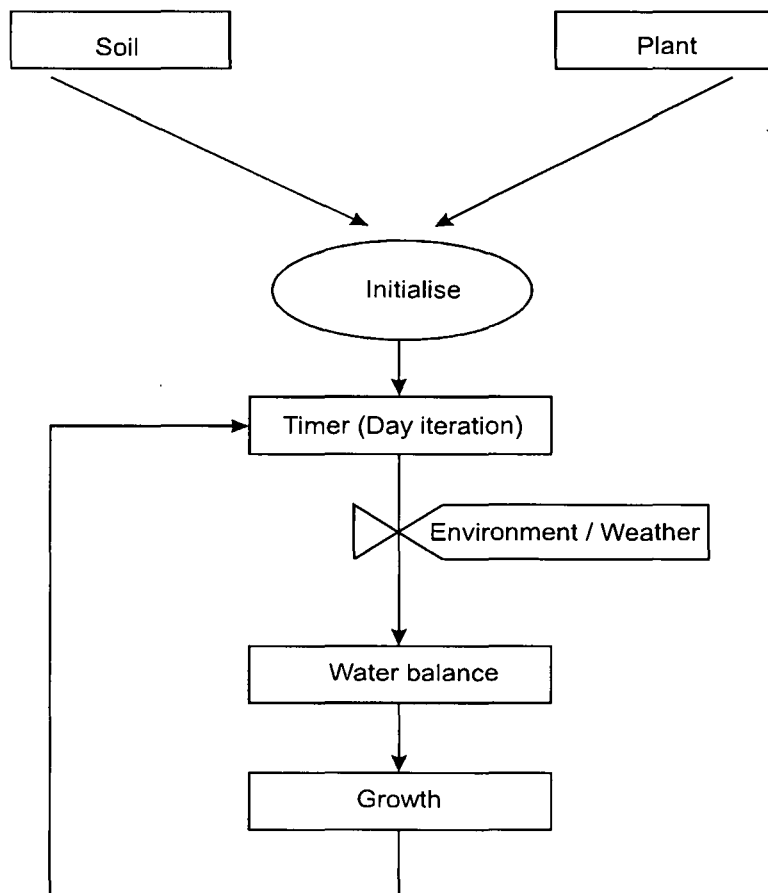 Soil
Plant
Initialise
Timer (Day iteration)
Environment / Weather
Water balance
Growth